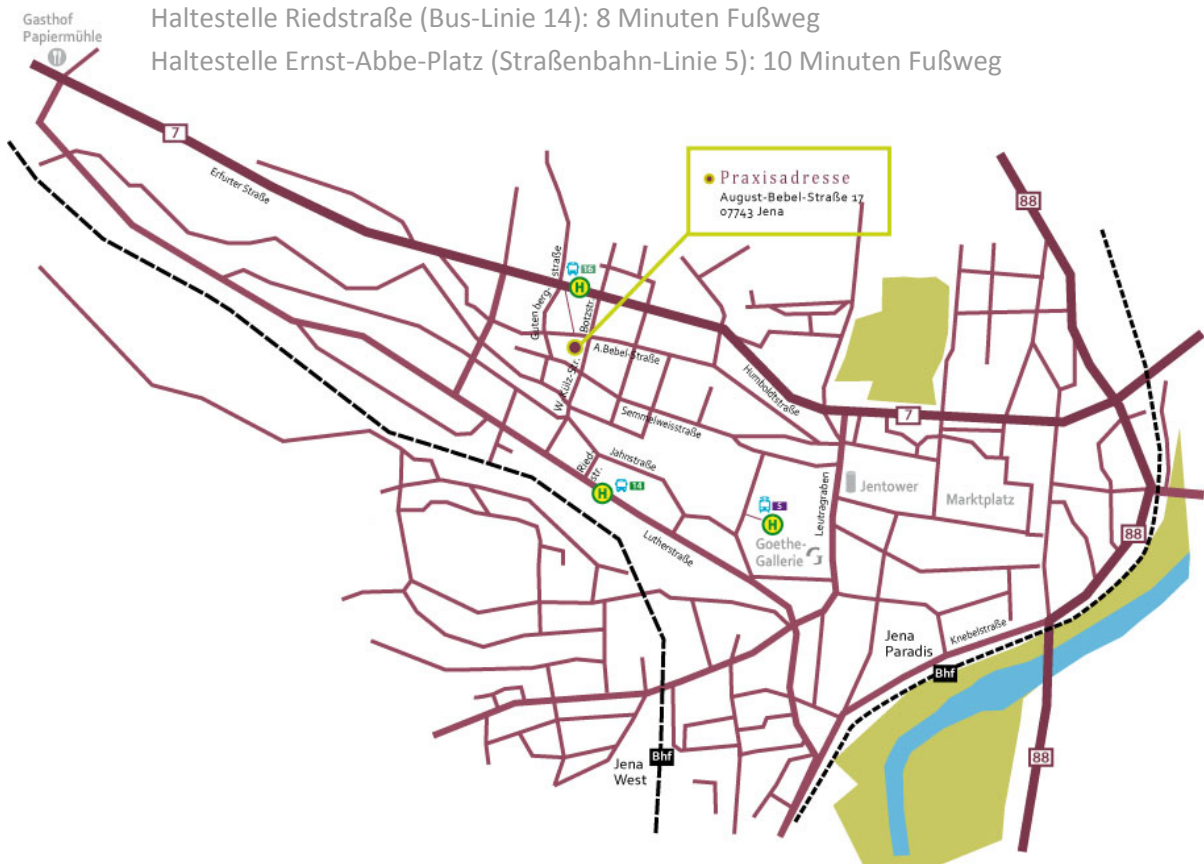 Haltestelle Riedstraße (Bus-Linie 14): 8 Minuten Fußweg
Haltestelle Ernst-Abbe-Platz (Straßenbahn-Linie 5): 10 Minuten Fußweg
Gasthof
Papiermühle
7
Erfurter Straße
Praxisadresse
August-Bebel-Straße 17
07743 Jena
88
16
H
Gutenberg-straße
Botzstr.
A.Bebel-Straße
W.-Külz-Str.
Humboldtstraße
7
Semmelweisstraße
Jahnstraße
Ried-
str.
14
H
Lutherstraße
5
H
Goethe-
Gallerie
G
Leutragraben
Jentower
Marktplatz
88
Knebelstraße
Jena
Paradis
Bhf
Jena
West
Bhf
88